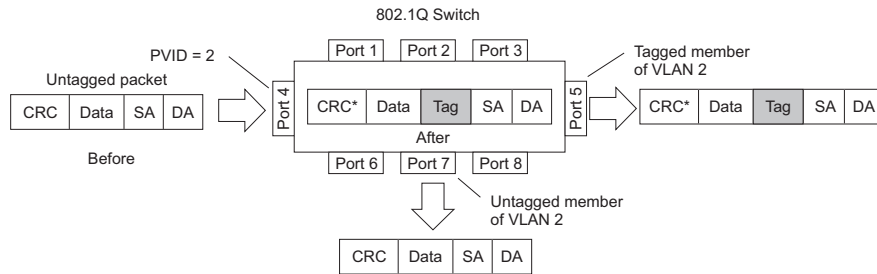 802.1Q Switch
Port 1 Port 2 Port 3
PVID = 2
Tagged member
of VLAN 2
Untagged packet
CRC Data SA DA
Port 4
CRC* Data Tag SA DA
Port 5
CRC* Data Tag SA DA
After
Before
Port 6 Port 7 Port 8
Untagged member
of VLAN 2
CRC Data SA DA